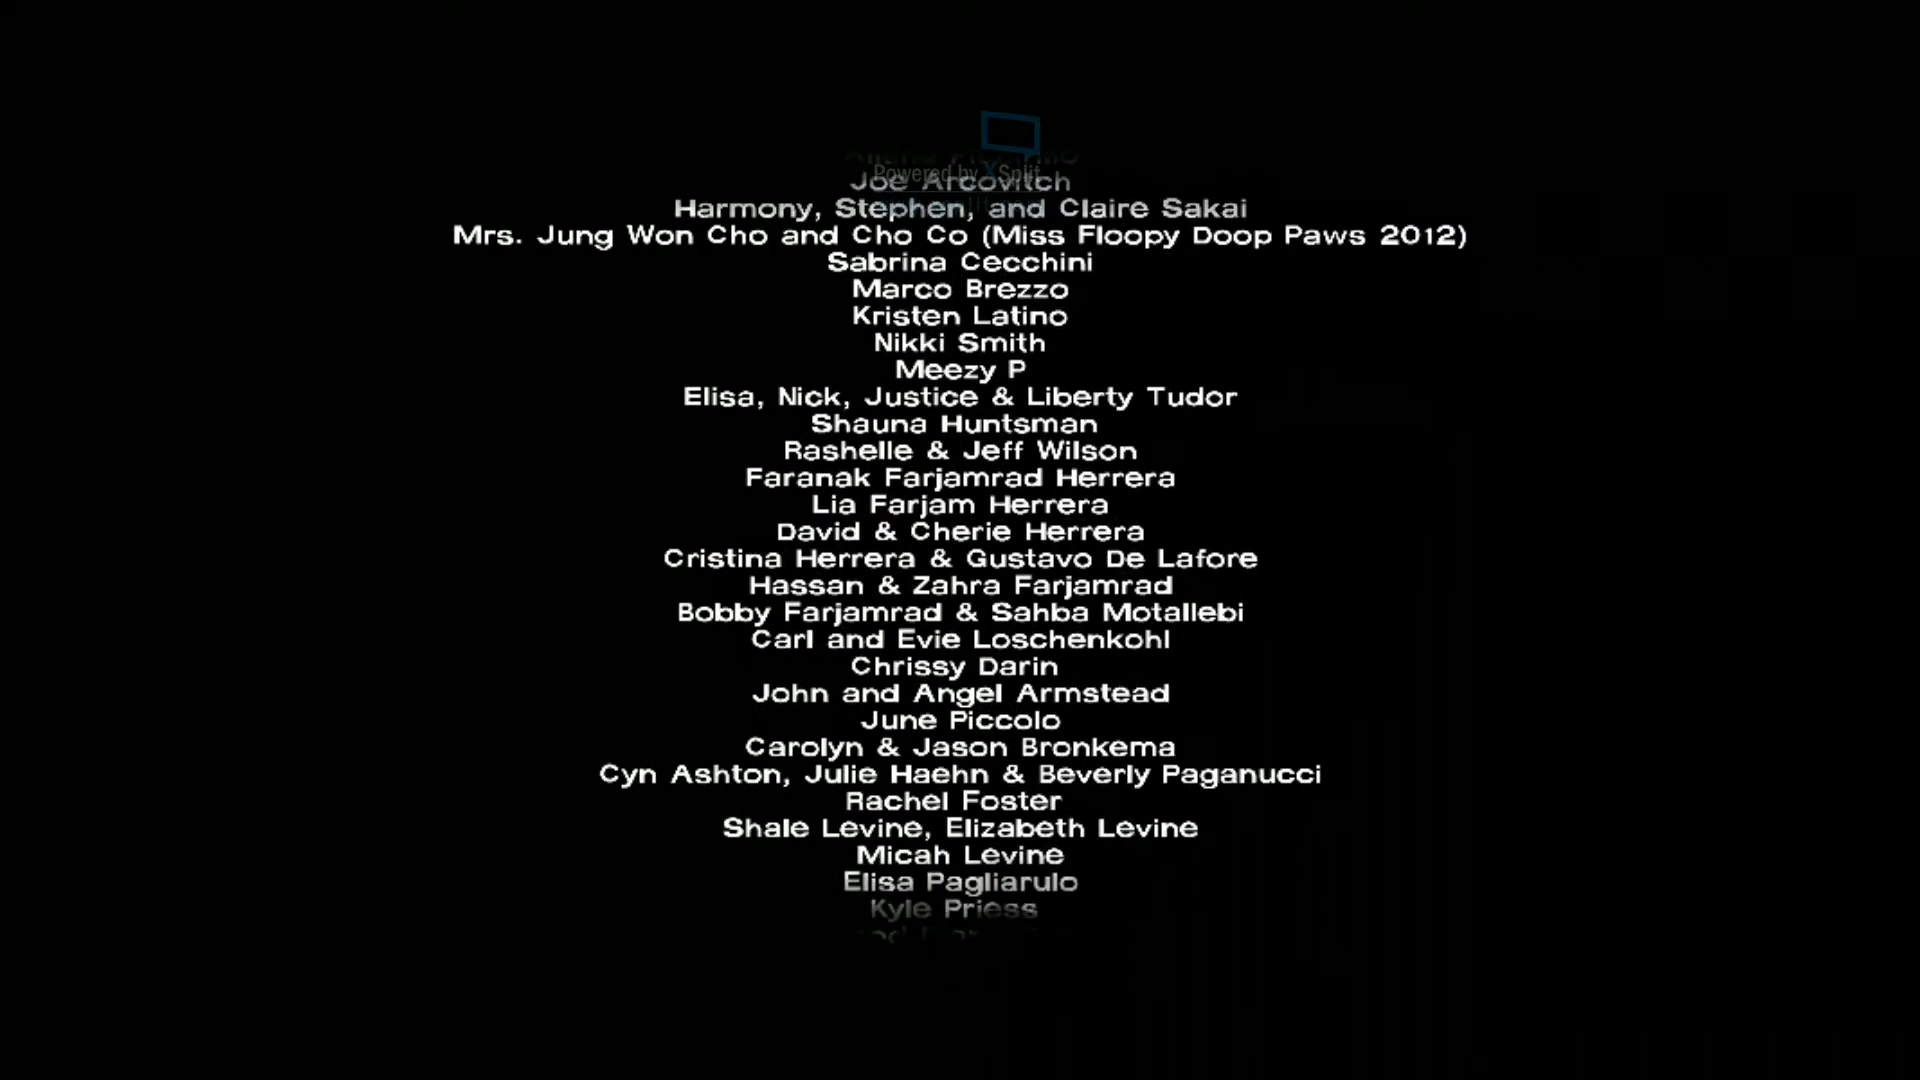 Powered by XSplit
Joe Arcovitch
Harmony, Stephen, and Claire Sakai
Mrs. Jung Won Cho and Cho Co (Miss Floopy Doop Paws 2012)
Sabrina Cecchini
Marco Brezzo
Kristen Latino
Nikki Smith
Meezy P
Elisa, Nick, Justice & Liberty Tudor
Shauna Huntsman
Rashelle & Jeff Wilson
Faranak Farjamrad Herrera
Lia Farjam Herrera
David & Cherie Herrera
Cristina Herrera & Gustavo De Lafore
Hassan & Zahra Farjamrad
Bobby Farjamrad & Sahba Motallebi
Carl and Evie Loschenkohl
Chrissy Darin
John and Angel Armstead
June Piccolo
Carolyn & Jason Bronkema
Cyn Ashton, Julie Haehn & Beverly Paganucci
Rachel Foster
Shale Levine, Elizabeth Levine
Micah Levine
Elisa Pagliarulo
Kyle Priess